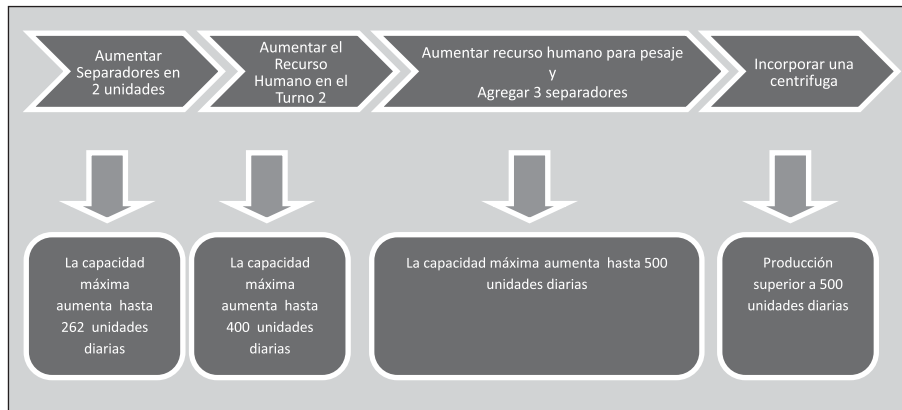 Aumentar
Separadores en
2 unidades
Aumentar el
Recurso
Humano en el
Turno 2
Aumentar recurso humano para pesaje
y
Agregar 3 separadores
Incorporar una
centrifuga
La capacidad
máxima
aumenta hasta
262 unidades
diarias
La capacidad
máxima
aumenta hasta
400 unidades
diarias
La capacidad máxima aumenta hasta 500
unidades diarias
Producción
superior a 500
unidades diarias